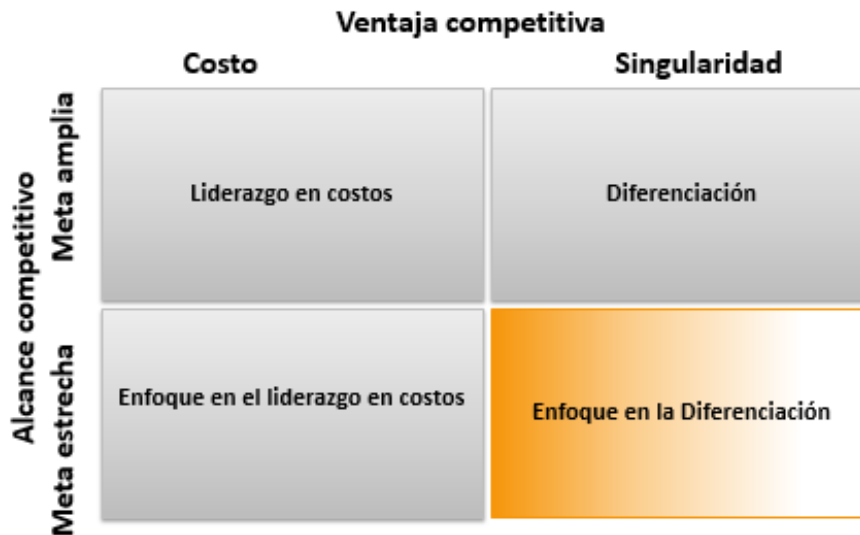 Ventaja competitiva
Costo
Singularidad
Alcance competitivo
Meta amplia
Liderazgo en costos
Diferenciación
Meta estrecha
Enfoque en el liderazgo en costos
Enfoque en la Diferenciación